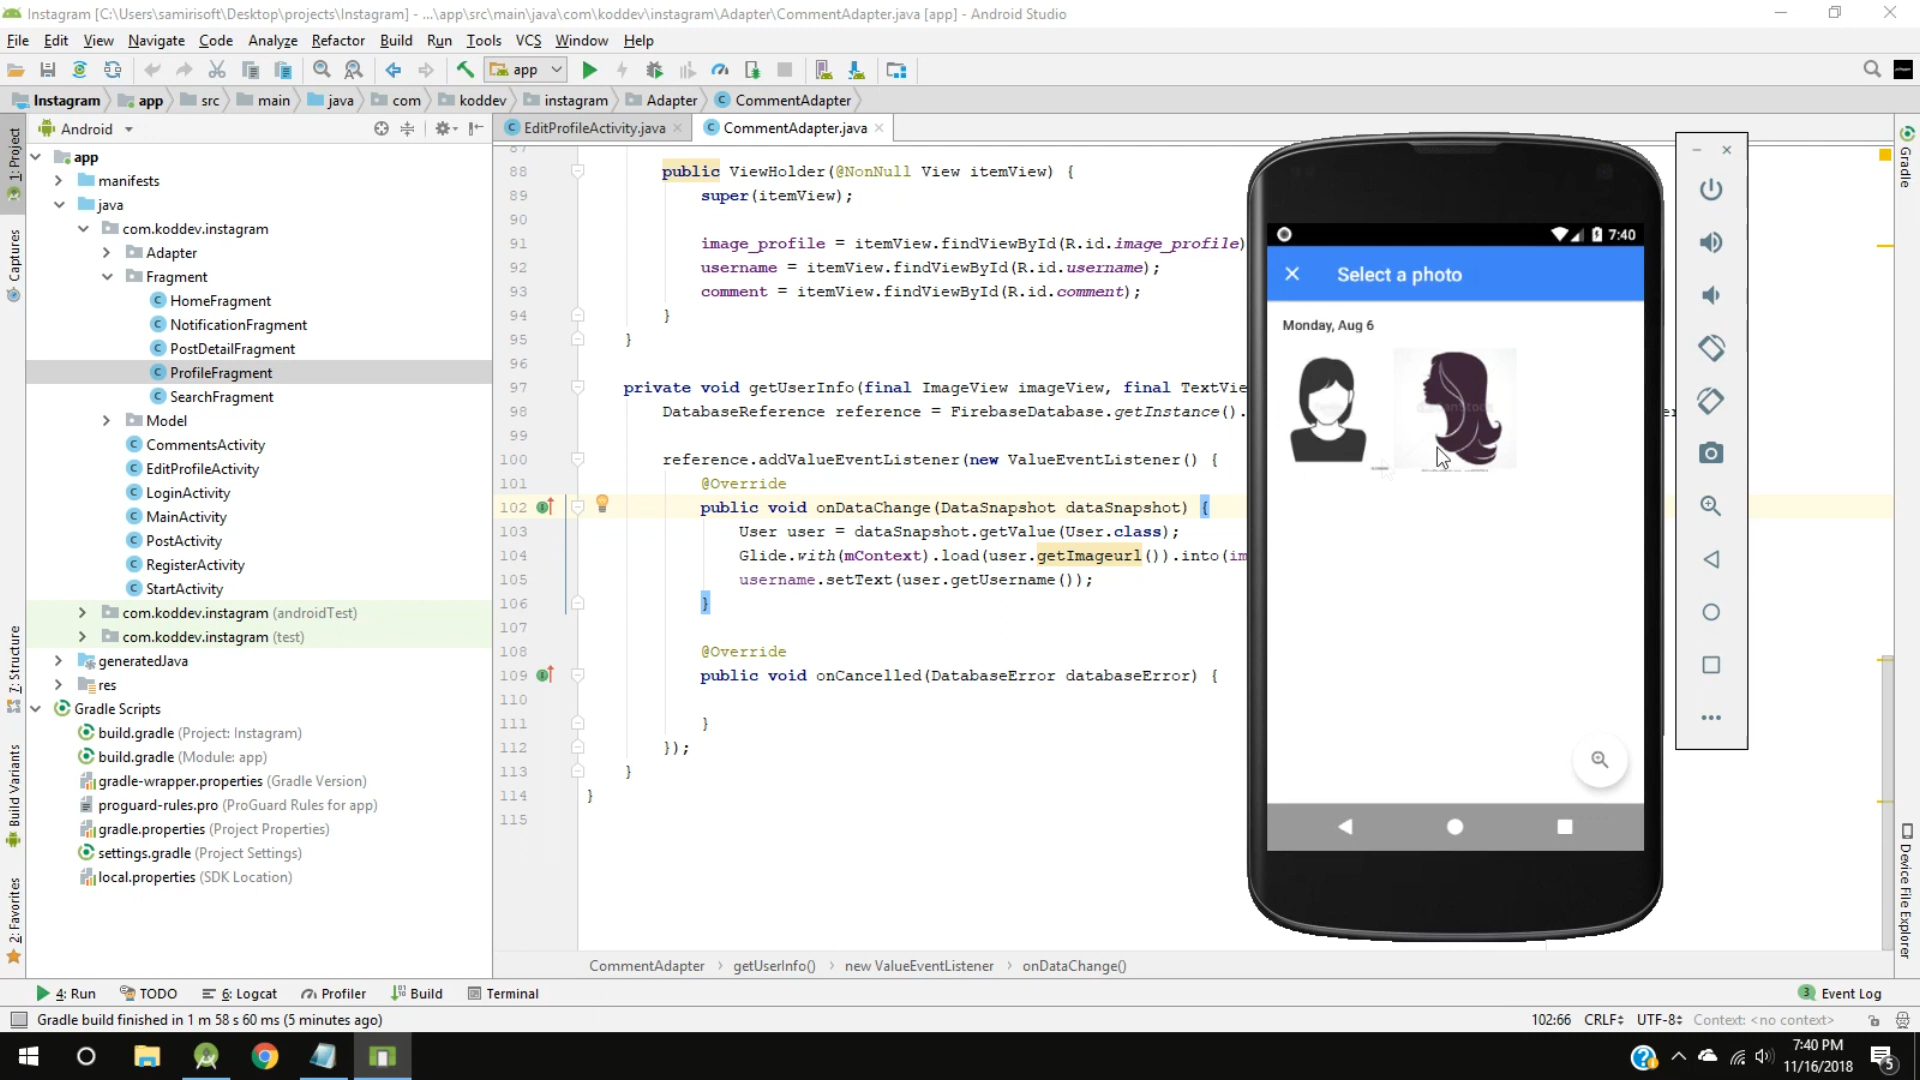 Instagram [C:\Users\samirisoft\Desktop\projects\Instagram] - ...\app\src\main\java\com\koddev\instagram\Adapter\CommentAdapter.java [app] - Android Studio
File Edit View Navigate Code Analyze Refactor Build Run Tools VCS Window Help
app
Instagram app src main java com koddev instagram Adapter CommentAdapter
Android
EditProfileActivity.java
CommentAdapter.java
1: Project
Captures
7: Structure
Build Variants
2: Favorites
app
manifests
java
com.koddev.instagram
Adapter
Fragment
HomeFragment
NotificationFragment
PostDetailFragment
ProfileFragment
SearchFragment
Model
CommentsActivity
EditProfileActivity
LoginActivity
MainActivity
PostActivity
RegisterActivity
StartActivity
com.koddev.instagram (androidTest)
com.koddev.instagram (test)
generatedJava
res
Gradle Scripts
build.gradle (Project: Instagram)
build.gradle (Module: app)
gradle-wrapper.properties (Gradle Version)
proguard-rules.pro (ProGuard Rules for app)
gradle.properties (Project Properties)
settings.gradle (Project Settings)
local.properties (SDK Location)
87
88 public ViewHolder(@NonNull View itemView) {
89 super(itemView);
90
91 image_profile = itemView.findViewById(R.id.image_profile)
92 username = itemView.findViewById(R.id.username);
93 comment = itemView.findViewById(R.id.comment);
94 }
95 }
96
97 private void getUserInfo(final ImageView imageView, final TextVie
98 DatabaseReference reference = FirebaseDatabase.getInstance().
99
100 reference.addValueEventListener(new ValueEventListener() {
101 @Override
102 public void onDataChange(DataSnapshot dataSnapshot) {
103 User user = dataSnapshot.getValue(User.class);
104 Glide.with(mContext).load(user.getImageurl()).into(im
105 username.setText(user.getUsername());
106 }
107
108 @Override
109 public void onCancelled(DatabaseError databaseError) {
110
111 }
112 });
113 }
114 }
115
7:40
Select a photo
Monday, Aug 6
Gradle
Device File Explorer
CommentAdapter getUserInfo() new ValueEventListener onDataChange()
4: Run TODO 6: Logcat Profiler Build Terminal
3 Event Log
Gradle build finished in 1 m 58 s 60 ms (5 minutes ago)
102:66 CRLF UTF-8 Context: <no context>
7:40 PM
11/16/2018
5